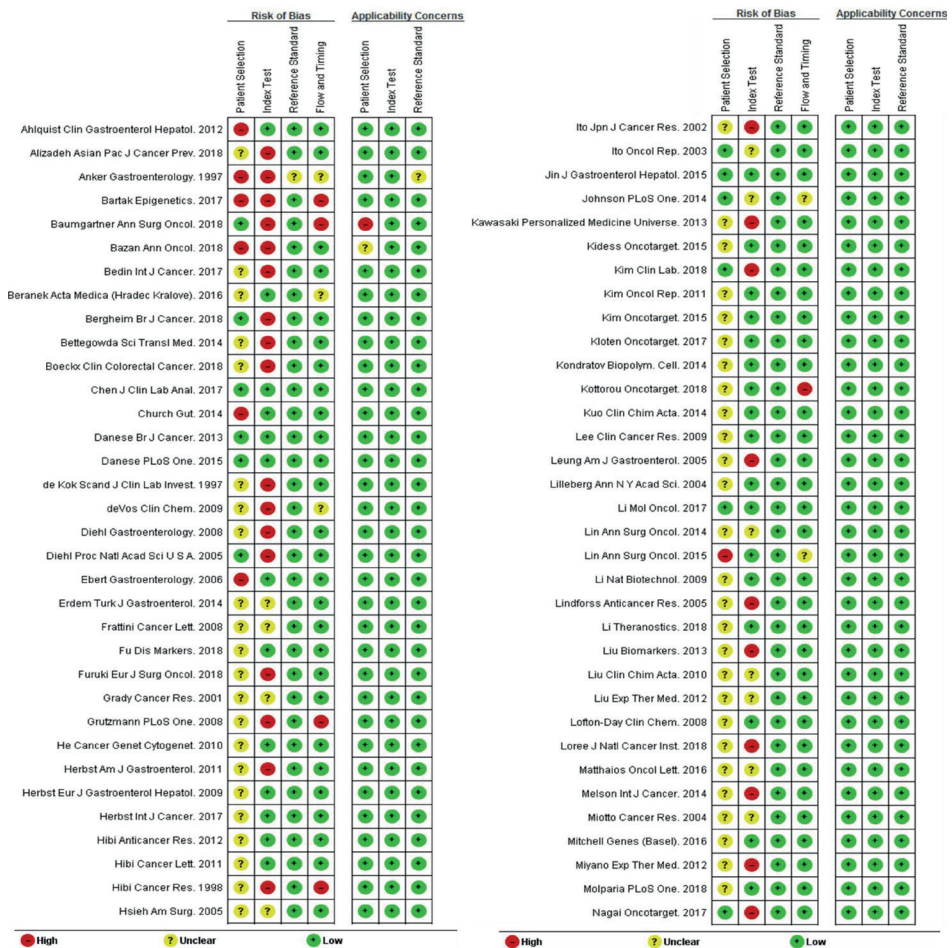 Risk of Bias
Applicability Concerns
Patient Selection
Index Test
Reference Standard
Flow and Timing
Patient Selection
Index Test
Reference Standard
Ahlquist Clin Gastroenterol Hepatol. 2012 - + + + + + +
Alizadeh Asian Pac J Cancer Prev. 2018 ? - + + + + +
Anker Gastroenterology. 1997 - - ? ? + + ?
Bartak Epigenetics. 2017 - - + - + + +
Baumgartner Ann Surg Oncol. 2018 + - + - - + +
Bazan Ann Oncol. 2018 - - + + ? + +
Bedin Int J Cancer. 2017 ? - + + + + +
Beranek Acta Medica (Hradec Kralove). 2016 ? + + ? + + +
Bergheim Br J Cancer. 2018 + - + + + + +
Bettegowda Sci Transl Med. 2014 ? - + + + + +
Boeckx Clin Colorectal Cancer. 2018 ? - + + + + +
Chen J Clin Lab Anal. 2017 + + + + + + +
Church Gut. 2014 - + + + + + +
Danese Br J Cancer. 2013 + + + + + + +
Danese PLoS One. 2015 + + + + + + +
de Kok Scand J Clin Lab Invest. 1997 ? - + + + + +
deVos Clin Chem. 2009 ? - + ? + + +
Diehl Gastroenterology. 2008 ? - + + + + +
Diehl Proc Natl Acad Sci U S A. 2005 + - + + + + +
Ebert Gastroenterology. 2006 - + + + + + +
Erdem Turk J Gastroenterol. 2014 ? ? + + + + +
Frattini Cancer Lett. 2008 ? ? + + + + +
Fu Dis Markers. 2018 ? + + + + + +
Furuki Eur J Surg Oncol. 2018 ? - + + + + +
Grady Cancer Res. 2001 ? ? + + + + +
Grutzmann PLoS One. 2008 ? - + - + + +
He Cancer Genet Cytogenet. 2010 ? + + + + + +
Herbst Am J Gastroenterol. 2011 ? - + + + + +
Herbst Eur J Gastroenterol Hepatol. 2009 ? + + + + + +
Herbst Int J Cancer. 2017 ? + + + + + +
Hibi Anticancer Res. 2012 ? + + + + + +
Hibi Cancer Lett. 2011 ? + + + + + +
Hibi Cancer Res. 1998 ? - + - + + +
Hsieh Am Surg. 2005 ? ? + + + + +
- High
? Unclear
+ Low
Risk of Bias
Applicability Concerns
Patient Selection
Index Test
Reference Standard
Flow and Timing
Patient Selection
Index Test
Reference Standard
Ito Jpn J Cancer Res. 2002 ? - + + + + +
Ito Oncol Rep. 2003 + ? + + + + +
Jin J Gastroenterol Hepatol. 2015 + + + + + + +
Johnson PLoS One. 2014 + ? + ? + + +
Kawasaki Personalized Medicine Universe. 2013 ? - + + + + +
Kidess Oncotarget. 2015 ? + + + + + +
Kim Clin Lab. 2018 + - + + + + +
Kim Oncol Rep. 2011 ? + + + + + +
Kim Oncotarget. 2015 ? + + + + + +
Kloten Oncotarget. 2017 ? + + + + + +
Kondratov Biopolym. Cell. 2014 ? + + + + + +
Kottorou Oncotarget. 2018 ? + + - + + +
Kuo Clin Chim Acta. 2014 ? + + + + + +
Lee Clin Cancer Res. 2009 ? + + + + + +
Leung Am J Gastroenterol. 2005 ? - + + + + +
Lilleberg Ann N Y Acad Sci. 2004 ? + + + + + +
Li Mol Oncol. 2017 + + + + + + +
Lin Ann Surg Oncol. 2014 ? ? + + + + +
Lin Ann Surg Oncol. 2015 - + + ? + + +
Li Nat Biotechnol. 2009 ? + + + + + +
Lindforss Anticancer Res. 2005 ? - + + + + +
Li Theranostics. 2018 ? + + + + + +
Liu Biomarkers. 2013 ? - + + + + +
Liu Clin Chim Acta. 2010 ? ? + + + + +
Liu Exp Ther Med. 2012 ? ? + + + + +
Lofton-Day Clin Chem. 2008 ? + + + + + +
Loree J Natl Cancer Inst. 2018 ? - + + + + +
Matthaios Oncol Lett. 2016 ? ? + + + + +
Melson Int J Cancer. 2014 ? - + + + + +
Miotto Cancer Res. 2004 ? ? + + + + +
Mitchell Genes (Basel). 2016 ? + + + + + +
Miyano Exp Ther Med. 2012 ? - + + + + +
Molparia PLoS One. 2018 ? + + + + + +
Nagai Oncotarget. 2017 + - + + + + +
- High
? Unclear
+ Low